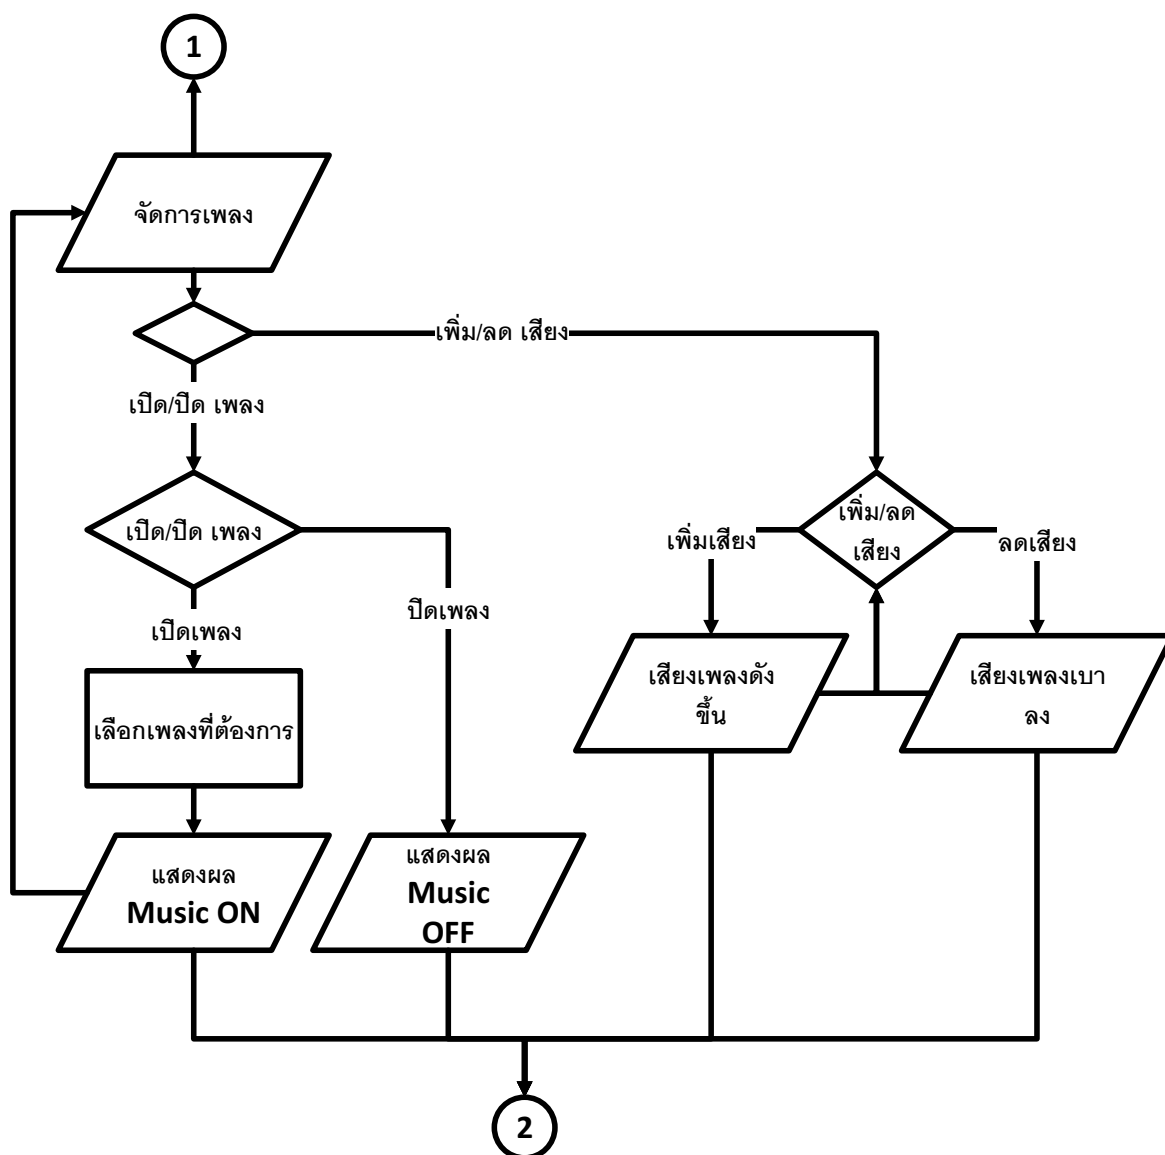 1
จัดการเพลง
เพิ่ม/ลด เสียง
เปิด/ปิด เพลง
เปิด/ปิด เพลง
เพิ่ม/ลด
เสียง
เพิ่มเสียง
ลดเสียง
ปิดเพลง
เปิดเพลง
เสียงเพลงดัง
ขึ้น
เสียงเพลงเบา
ลง
เลือกเพลงที่ต้องการ
แสดงผล
Music ON
แสดงผล
Music
OFF
2